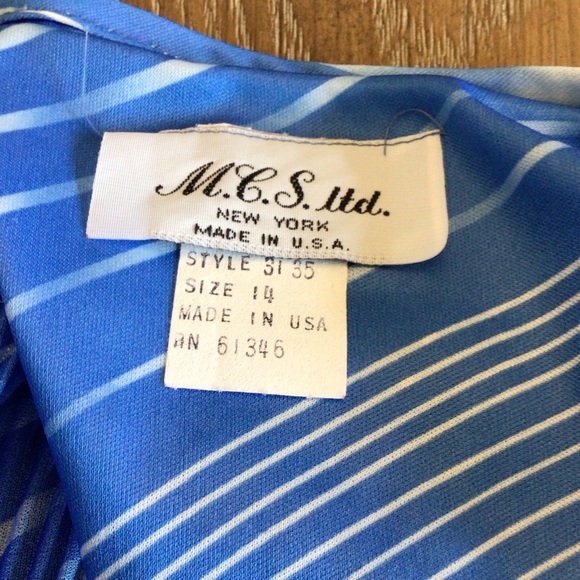 M.C.S. ltd.
NEW YORK
MADE IN U.S.A.
STYLE 3135
SIZE 14
MADE IN USA
RN 61346